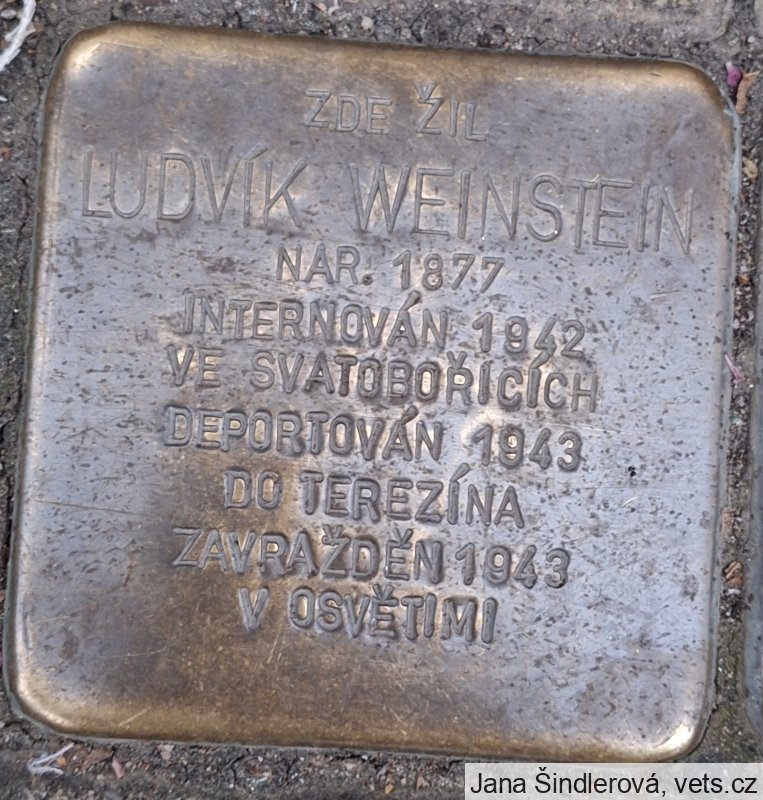 ZDE ŽIL
LUDVÍK WEINSTEIN
NAR. 1877
INTERNOVÁN 1942
VE SVATOBOŘICÍCH
DEPORTOVÁN 1943
DO TEREZÍNA
ZAVRAŽDĚN 1943
V OSVĚTIMI
Jana Šindlerová, vets.cz